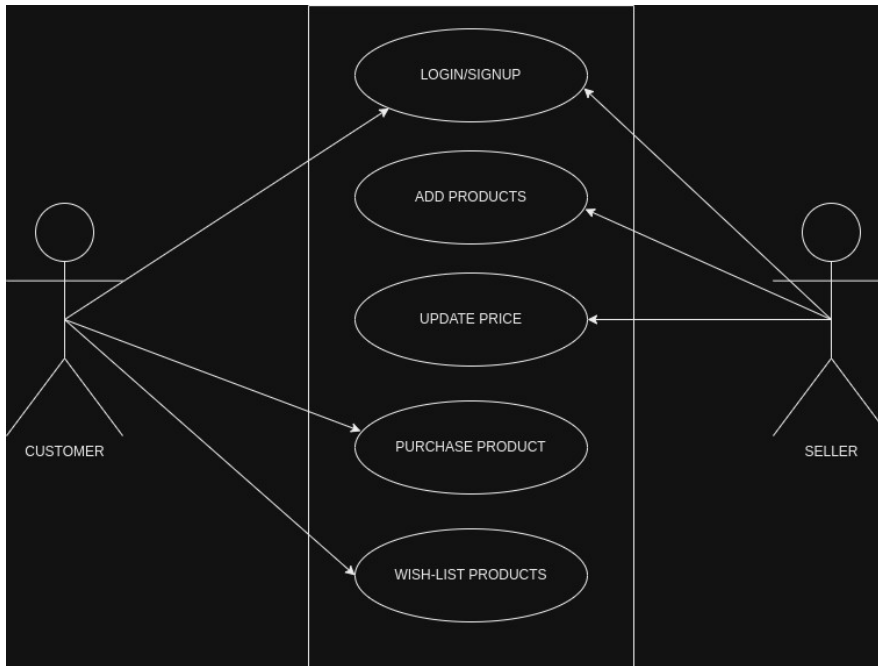 LOGIN/SIGNUP
ADD PRODUCTS
UPDATE PRICE
PURCHASE PRODUCT
CUSTOMER
SELLER
WISH-LIST PRODUCTS